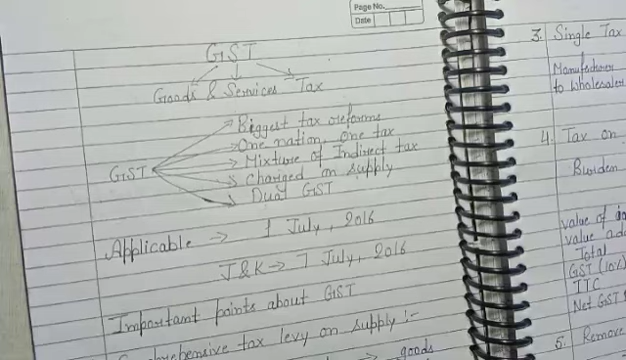 Page No.
Date
GST
Goods & Services Tax
GST
Biggest tax reforms
One nation, one tax
Mixture of Indirect tax
Charged on supply
Dual GST
Applicable → 1 July, 2016
J&K → 7 July, 2016
Important points about GST
tax levy on supply :-
goods
3. Single Tax
Manufacturer
to wholesaler
4. Tax on
Burden
value of
value
Total
GST (10%)
ITC
Net GST
5. Remove